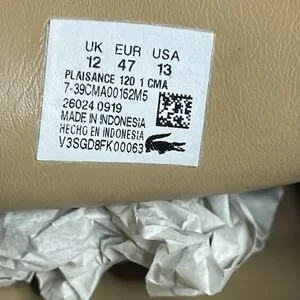 UK EUR USA
12 47 13
PLAISANCE 120 1 CMA
7-39CMA00162M5
26024 0919
MADE IN INDONESIA
HECHO EN INDONESIA
V3SGD8FK00063